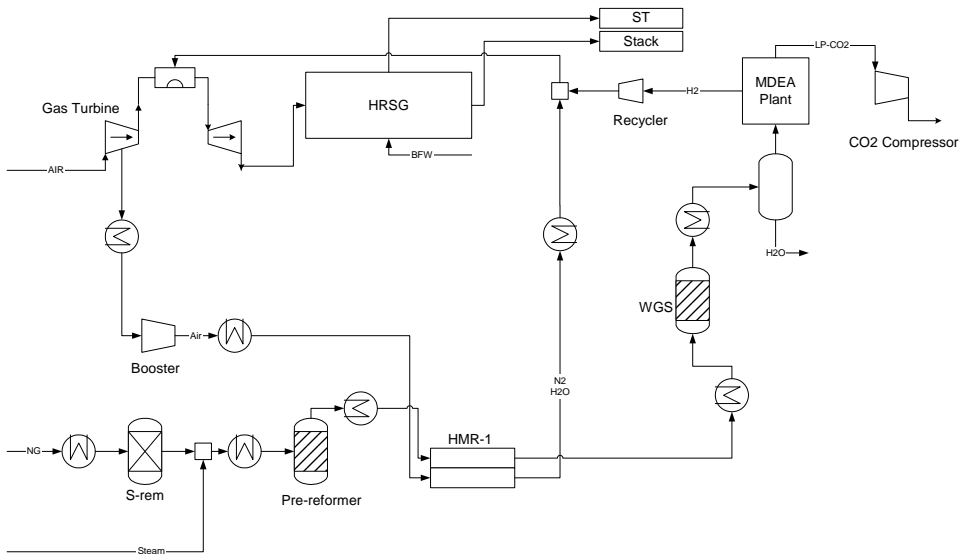 ST
Stack
LP-CO2
MDEA
Plant
HRSG
Gas Turbine
H2
Recycler
CO2 Compressor
BFW
AIR
H2O
WGS
Air
Booster
N2
H2O
HMR-1
NG
S-rem
Pre-reformer
Steam